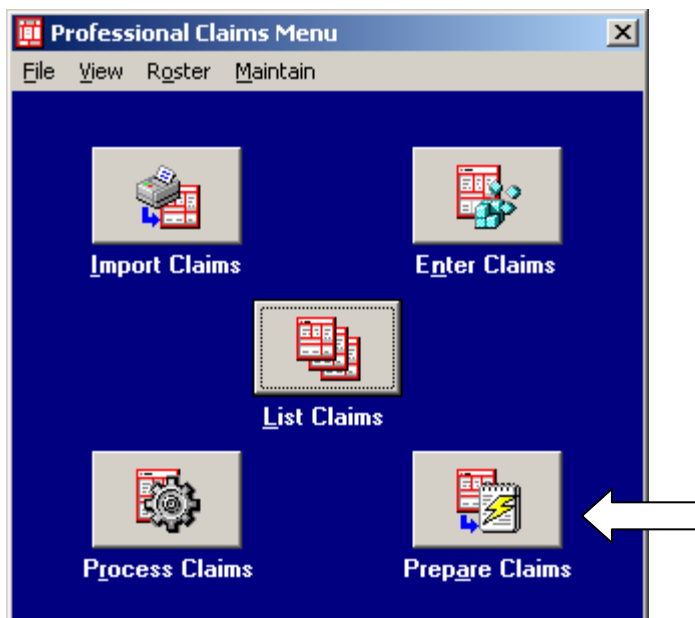 Professional Claims Menu
File View Roster Maintain
Import Claims
Enter Claims
List Claims
Process Claims
Prepare Claims